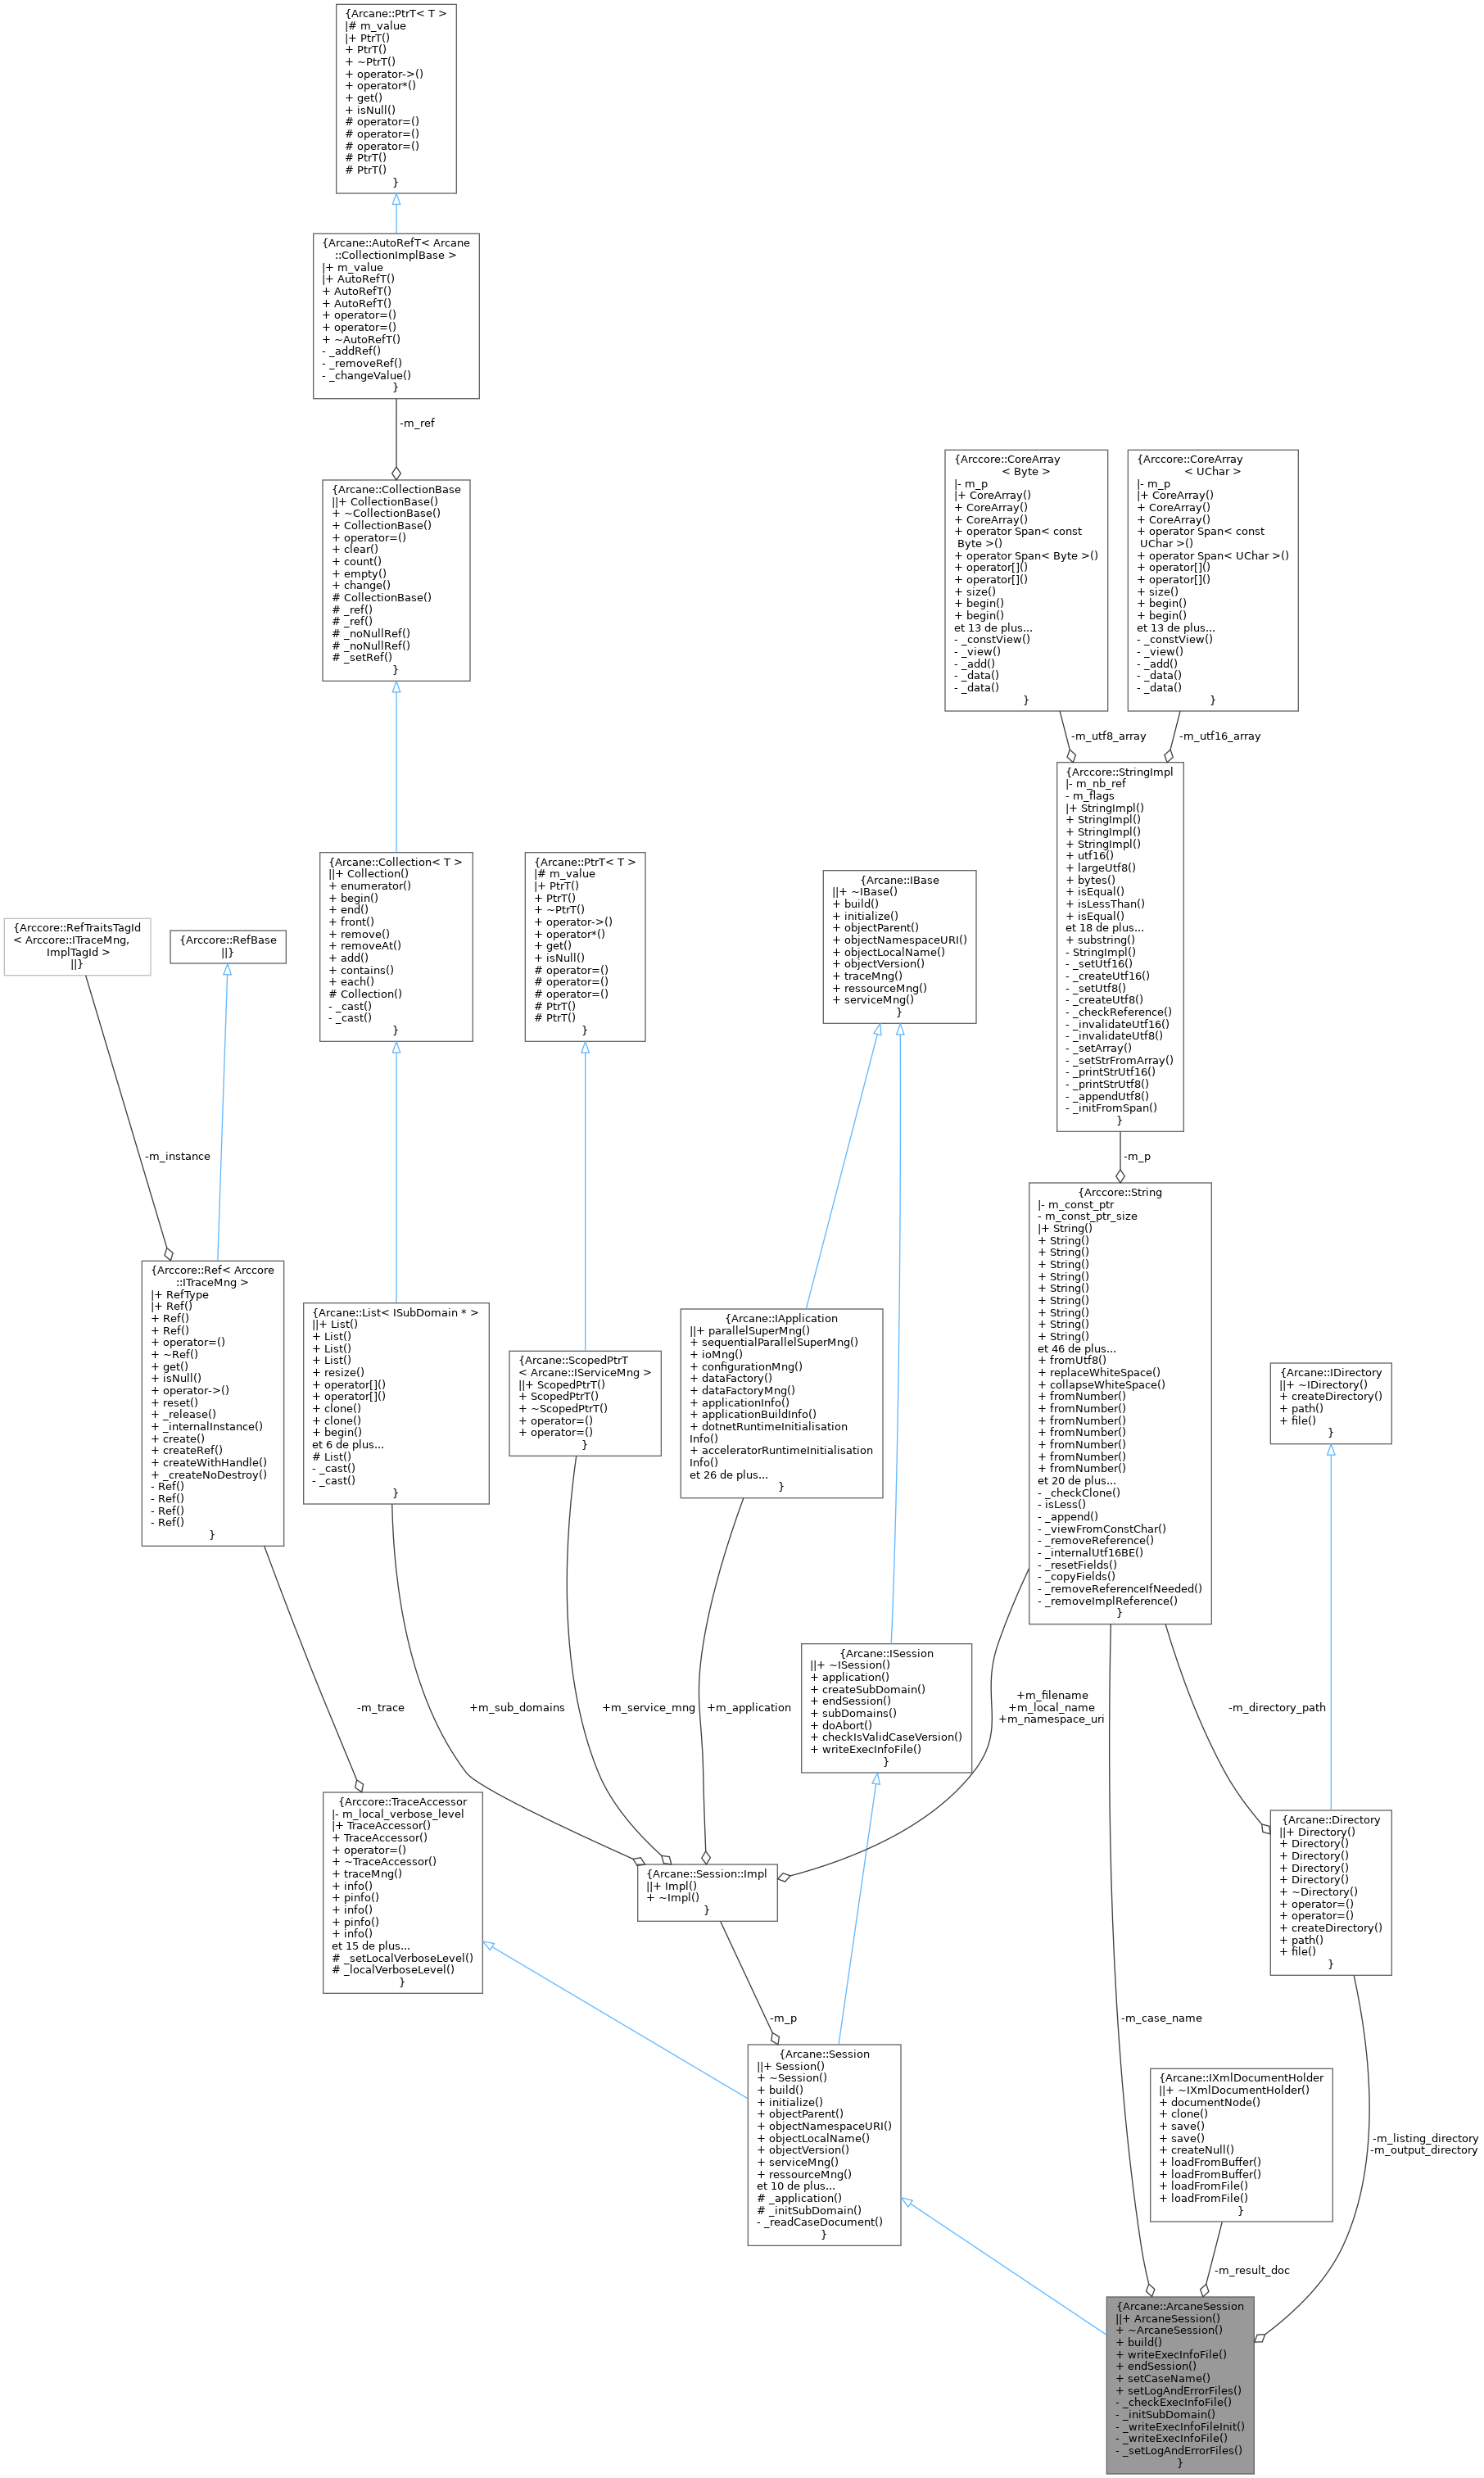 {Arcane::PtrT< T >
|# m_value
|+ PtrT()
+ PtrT()
+ ~PtrT()
+ operator->()
+ operator*()
+ get()
+ isNull()
# operator=()
# operator=()
# operator=()
# PtrT()
# PtrT()
}
{Arcane::AutoRefT< Arcane
::CollectionImplBase >
|+ m_value
|+ AutoRefT()
+ AutoRefT()
+ AutoRefT()
+ operator=()
+ operator=()
+ ~AutoRefT()
- _addRef()
- _removeRef()
- _changeValue()
}
-m_ref
{Arcane::CollectionBase
||+ CollectionBase()
+ ~CollectionBase()
+ CollectionBase()
+ operator=()
+ clear()
+ count()
+ empty()
+ change()
# CollectionBase()
# _ref()
# _ref()
# _noNullRef()
# _noNullRef()
# _setRef()
}
{Arccore::CoreArray
< Byte >
|- m_p
|+ CoreArray()
+ CoreArray()
+ CoreArray()
+ operator Span< const
Byte >()
+ operator Span< Byte >()
+ operator[]()
+ operator[]()
+ size()
+ begin()
+ begin()
et 13 de plus...
- _constView()
- _view()
- _add()
- _data()
- _data()
}
{Arccore::CoreArray
< UChar >
|- m_p
|+ CoreArray()
+ CoreArray()
+ CoreArray()
+ operator Span< const
UChar >()
+ operator Span< UChar >()
+ operator[]()
+ operator[]()
+ size()
+ begin()
+ begin()
et 13 de plus...
- _constView()
- _view()
- _add()
- _data()
- _data()
}
-m_utf8_array
-m_utf16_array
{Arccore::StringImpl
|- m_nb_ref
- m_flags
|+ StringImpl()
+ StringImpl()
+ StringImpl()
+ StringImpl()
+ utf16()
+ largeUtf8()
+ bytes()
+ isEqual()
+ isLessThan()
+ isEqual()
et 18 de plus...
+ substring()
- StringImpl()
- _setUtf16()
- _createUtf16()
- _setUtf8()
- _createUtf8()
- _checkReference()
- _invalidateUtf16()
- _invalidateUtf8()
- _setArray()
- _setStrFromArray()
- _printStrUtf16()
- _printStrUtf8()
- _appendUtf8()
- _initFromSpan()
}
{Arcane::Collection< T >
||+ Collection()
+ enumerator()
+ begin()
+ end()
+ front()
+ remove()
+ removeAt()
+ add()
+ contains()
+ each()
# Collection()
- _cast()
- _cast()
}
{Arcane::PtrT< T >
|# m_value
|+ PtrT()
+ PtrT()
+ ~PtrT()
+ operator->()
+ operator*()
+ get()
+ isNull()
# operator=()
# operator=()
# operator=()
# PtrT()
# PtrT()
}
{Arcane::IBase
||+ ~IBase()
+ build()
+ initialize()
+ objectParent()
+ objectNamespaceURI()
+ objectLocalName()
+ objectVersion()
+ traceMng()
+ ressourceMng()
+ serviceMng()
}
{Arccore::RefTraitsTagId
< Arccore::ITraceMng,
ImplTagId >
||}
{Arccore::RefBase
||}
-m_instance
-m_p
{Arccore::String
|- m_const_ptr
- m_const_ptr_size
|+ String()
+ String()
+ String()
+ String()
+ String()
+ String()
+ String()
+ String()
+ String()
+ String()
et 46 de plus...
+ fromUtf8()
+ replaceWhiteSpace()
+ collapseWhiteSpace()
+ fromNumber()
+ fromNumber()
+ fromNumber()
+ fromNumber()
+ fromNumber()
+ fromNumber()
+ fromNumber()
et 20 de plus...
- _checkClone()
- isLess()
- _append()
- _viewFromConstChar()
- _removeReference()
- _internalUtf16BE()
- _resetFields()
- _copyFields()
- _removeReferenceIfNeeded()
- _removeImplReference()
}
{Arccore::Ref< Arccore
::ITraceMng >
|+ RefType
|+ Ref()
+ Ref()
+ Ref()
+ operator=()
+ ~Ref()
+ get()
+ isNull()
+ operator->()
+ reset()
+ _release()
+ _internalInstance()
+ create()
+ createRef()
+ createWithHandle()
+ _createNoDestroy()
- Ref()
- Ref()
- Ref()
- Ref()
}
{Arcane::List< ISubDomain * >
||+ List()
+ List()
+ List()
+ List()
+ resize()
+ operator[]()
+ operator[]()
+ clone()
+ clone()
+ begin()
et 6 de plus...
# List()
- _cast()
- _cast()
}
{Arcane::ScopedPtrT
< Arcane::IServiceMng >
||+ ScopedPtrT()
+ ScopedPtrT()
+ ~ScopedPtrT()
+ operator=()
+ operator=()
}
{Arcane::IApplication
||+ parallelSuperMng()
+ sequentialParallelSuperMng()
+ ioMng()
+ configurationMng()
+ dataFactory()
+ dataFactoryMng()
+ applicationInfo()
+ applicationBuildInfo()
+ dotnetRuntimeInitialisation
Info()
+ acceleratorRuntimeInitialisation
Info()
et 26 de plus...
}
{Arcane::IDirectory
||+ ~IDirectory()
+ createDirectory()
+ path()
+ file()
}
{Arcane::ISession
||+ ~ISession()
+ application()
+ createSubDomain()
+ endSession()
+ subDomains()
+ doAbort()
+ checkIsValidCaseVersion()
+ writeExecInfoFile()
}
-m_trace
+m_sub_domains
+m_service_mng
+m_application
+m_filename
+m_local_name
+m_namespace_uri
-m_directory_path
{Arccore::TraceAccessor
|- m_local_verbose_level
|+ TraceAccessor()
+ TraceAccessor()
+ operator=()
+ ~TraceAccessor()
+ traceMng()
+ info()
+ pinfo()
+ info()
+ pinfo()
+ info()
et 15 de plus...
# _setLocalVerboseLevel()
# _localVerboseLevel()
}
{Arcane::Session::Impl
||+ Impl()
+ ~Impl()
}
{Arcane::Directory
||+ Directory()
+ Directory()
+ Directory()
+ Directory()
+ Directory()
+ ~Directory()
+ operator=()
+ operator=()
+ createDirectory()
+ path()
+ file()
}
-m_p
-m_case_name
{Arcane::Session
||+ Session()
+ ~Session()
+ build()
+ initialize()
+ objectParent()
+ objectNamespaceURI()
+ objectLocalName()
+ objectVersion()
+ serviceMng()
+ ressourceMng()
et 10 de plus...
# _application()
# _initSubDomain()
- _readCaseDocument()
}
{Arcane::IXmlDocumentHolder
||+ ~IXmlDocumentHolder()
+ documentNode()
+ clone()
+ save()
+ save()
+ createNull()
+ loadFromBuffer()
+ loadFromBuffer()
+ loadFromFile()
+ loadFromFile()
}
-m_listing_directory
-m_output_directory
-m_result_doc
{Arcane::ArcaneSession
||+ ArcaneSession()
+ ~ArcaneSession()
+ build()
+ writeExecInfoFile()
+ endSession()
+ setCaseName()
+ setLogAndErrorFiles()
- _checkExecInfoFile()
- _initSubDomain()
- _writeExecInfoFileInit()
- _writeExecInfoFile()
- _setLogAndErrorFiles()
}